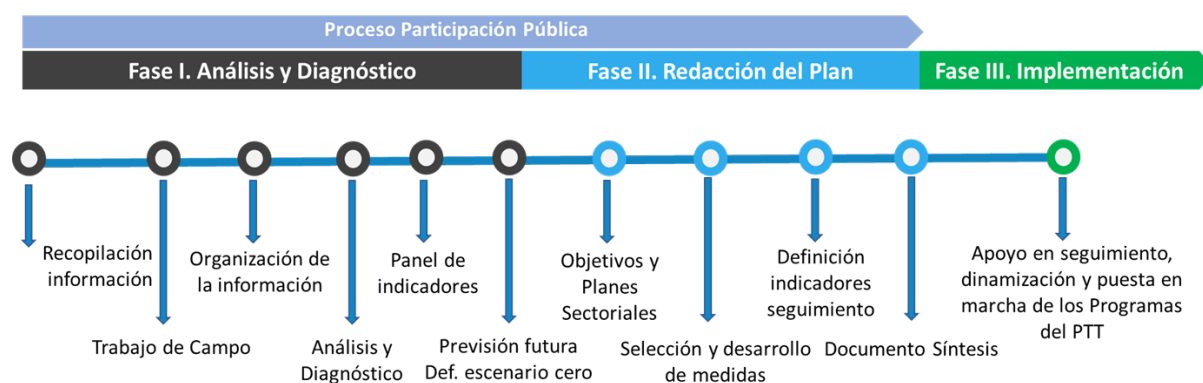 Proceso Participación Pública
Fase I. Análisis y Diagnóstico
Fase II. Redacción del Plan
Fase III. Implementación
Recopilación
información
Trabajo de Campo
Organización de
la información
Análisis y
Diagnóstico
Panel de
indicadores
Previsión futura
Def. escenario cero
Objetivos y
Planes
Sectoriales
Selección y desarrollo
de medidas
Definición
indicadores
seguimiento
Documento Síntesis
Apoyo en seguimiento,
dinamización y puesta en
marcha de los Programas
del PTT